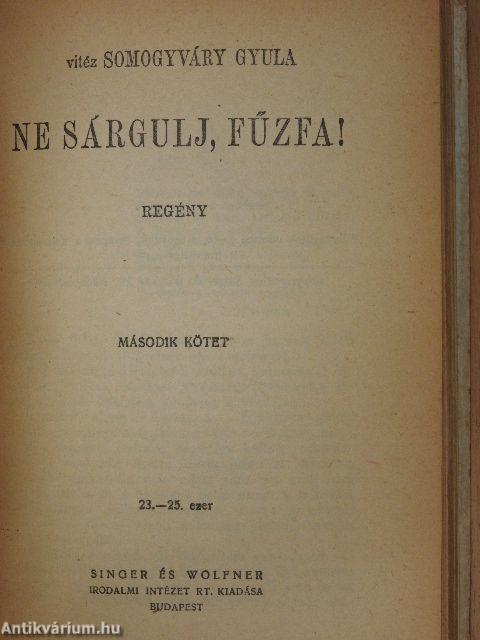 vitéz SOMOGYVÁRY GYULA
NE SÁRGULJ, FŰZFA!
REGÉNY
MÁSODIK KÖTET
23.—25. ezer
SINGER ÉS WOLFNER
IRODALMI INTÉZET RT. KIADÁSA
BUDAPEST
Antikvárium.hu